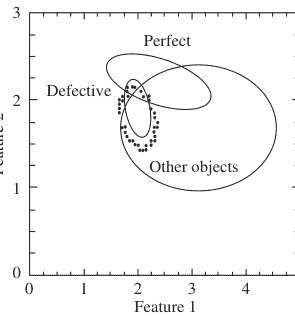 3
Perfect
Defective
2
Feature 2
Other objects
1
0
0 1 2 3 4
Feature 1